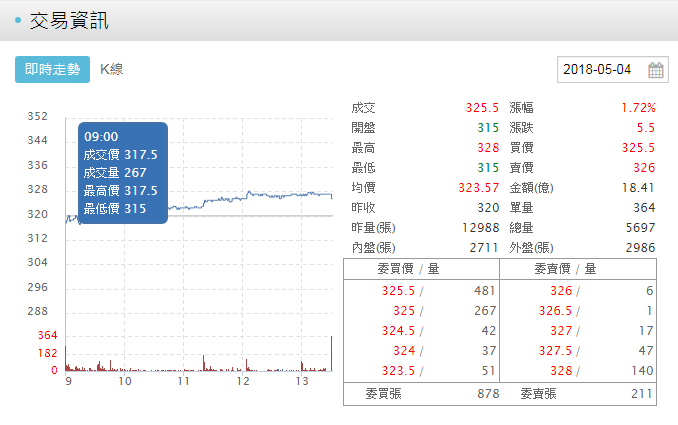 交易資訊
即時走勢 K線
2018-05-04
352
344
336
328
320
312
304
296
288
364
182
0
9 10 11 12 13
09:00
成交價 317.5
成交量 267
最高價 317.5
最低價 315
成交 325.5 漲幅 1.72%
開盤 315 漲跌 5.5
最高 328 買價 325.5
最低 315 賣價 326
均價 323.57 金額(億) 18.41
昨收 320 單量 364
昨量(張) 12988 總量 5697
內盤(張) 2711 外盤(張) 2986
委買價 / 量 委賣價 / 量
325.5 / 481 326 / 6
325 / 267 326.5 / 1
324.5 / 42 327 / 17
324 / 37 327.5 / 47
323.5 / 51 328 / 140
委買張 878 委賣張 211